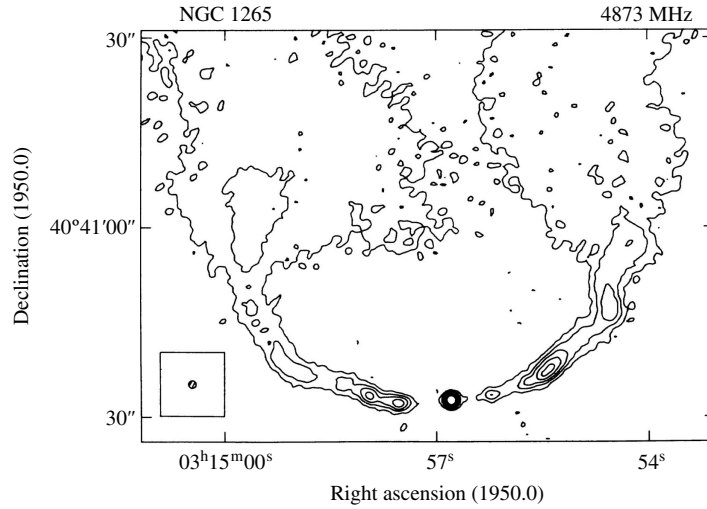 NGC 1265 4873 MHz
30″
40°41′00″
30″
Declination (1950.0)
03ʰ15ᵐ00ˢ 57ˢ 54ˢ
Right ascension (1950.0)